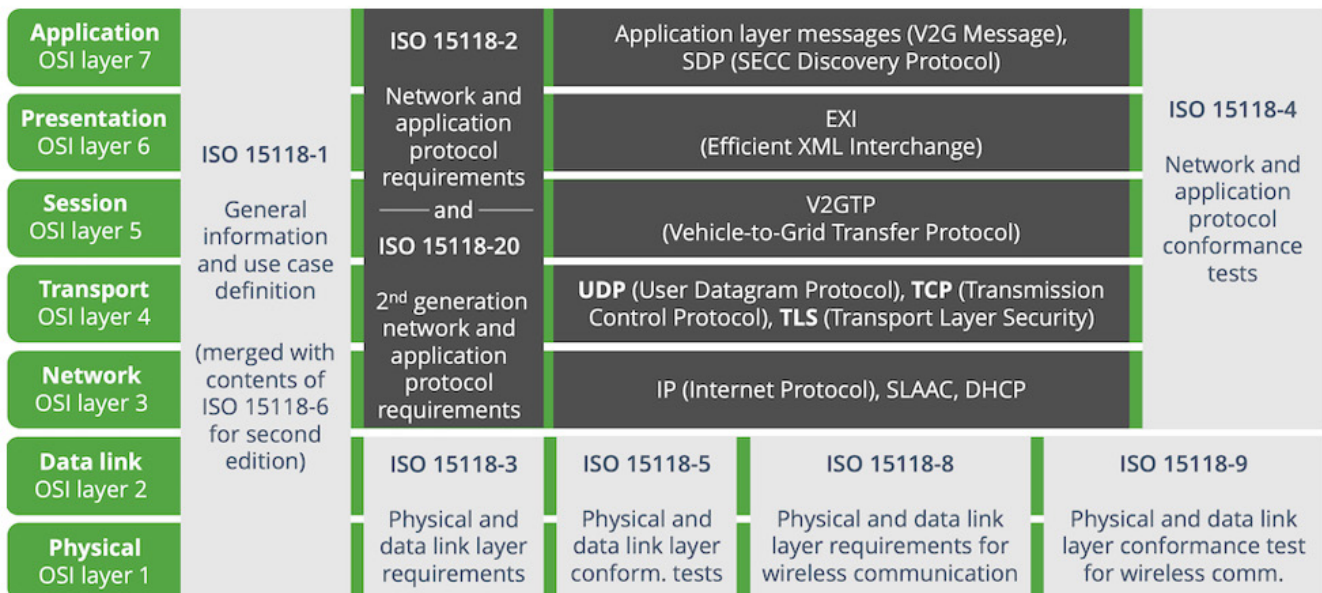 Application
OSI layer 7
Presentation
OSI layer 6
Session
OSI layer 5
Transport
OSI layer 4
Network
OSI layer 3
Data link
OSI layer 2
Physical
OSI layer 1
ISO 15118-1
General
information
and use case
definition
(merged with
contents of
ISO 15118-6
for second
edition)
ISO 15118-2
Network and
application
protocol
requirements
and
ISO 15118-20
2nd generation
network and
application
protocol
requirements
Application layer messages (V2G Message),
SDP (SECC Discovery Protocol)
EXI
(Efficient XML Interchange)
V2GTP
(Vehicle-to-Grid Transfer Protocol)
UDP (User Datagram Protocol), TCP (Transmission
Control Protocol), TLS (Transport Layer Security)
IP (Internet Protocol), SLAAC, DHCP
ISO 15118-4
Network and
application
protocol
conformance
tests
ISO 15118-3
Physical and
data link layer
requirements
ISO 15118-5
Physical and
data link layer
conform. tests
ISO 15118-8
Physical and data link
layer requirements for
wireless communication
ISO 15118-9
Physical and data link
layer conformance test
for wireless comm.